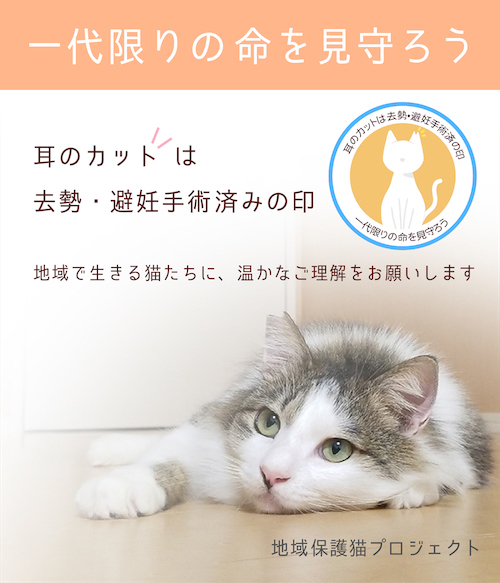 一代限りの命を見守ろう
耳のカットは去勢・避妊手術済の印
一代限りの命を見守ろう
耳のカット は
去勢・避妊手術済みの印
地域で生きる猫たちに、温かなご理解をお願いします
地域保護猫プロジェクト